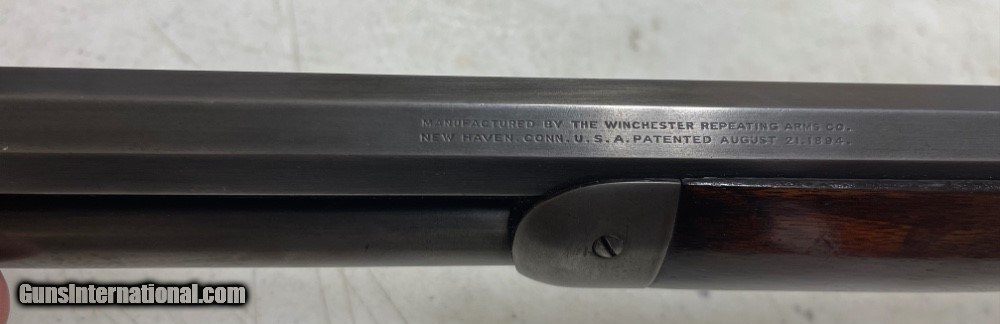 MANUFACTURED BY THE WINCHESTER REPEATING ARMS CO.
NEW HAVEN. CONN. U.S.A. PATENTED AUGUST 21.1894.
GunsInternational.com